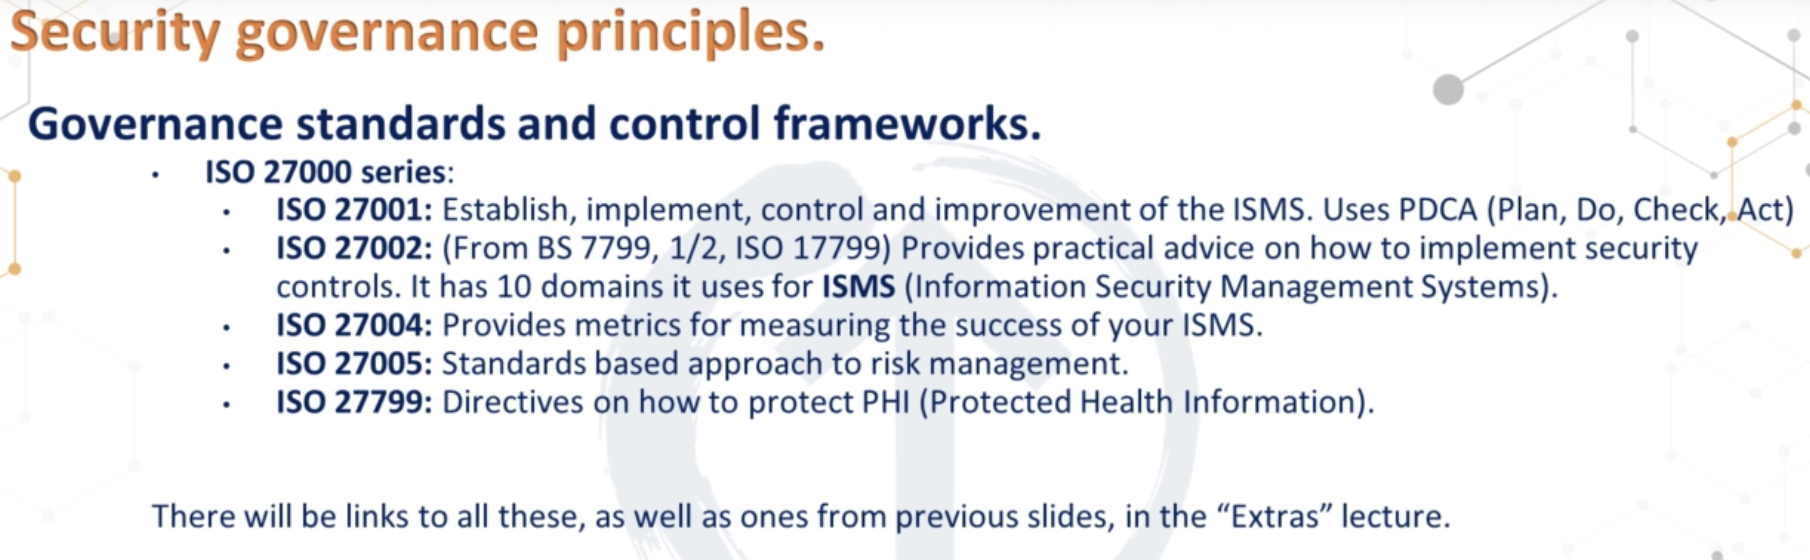 Security governance principles.
Governance standards and control frameworks.
• ISO 27000 series:
• ISO 27001: Establish, implement, control and improvement of the ISMS. Uses PDCA (Plan, Do, Check, Act)
• ISO 27002: (From BS 7799, 1/2, ISO 17799) Provides practical advice on how to implement security
controls. It has 10 domains it uses for ISMS (Information Security Management Systems).
• ISO 27004: Provides metrics for measuring the success of your ISMS.
• ISO 27005: Standards based approach to risk management.
• ISO 27799: Directives on how to protect PHI (Protected Health Information).
There will be links to all these, as well as ones from previous slides, in the “Extras” lecture.